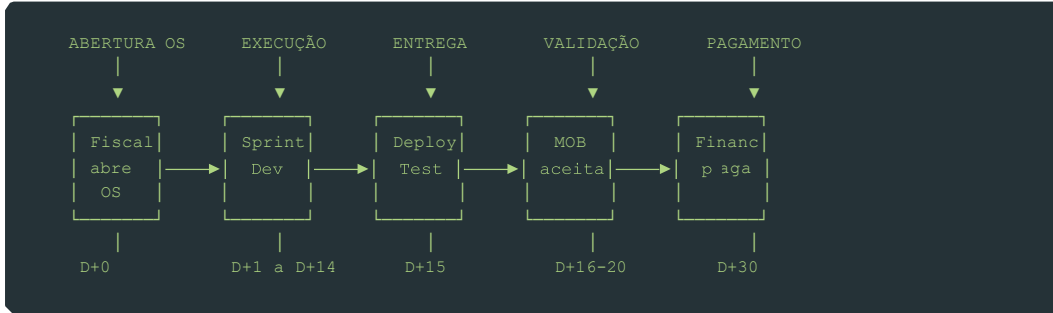 ABERTURA OS EXECUÇÃO ENTREGA VALIDAÇÃO PAGAMENTO
Fiscal Sprint Deploy MOB Financ
abre Dev Test aceita paga
OS
D+0 D+1 a D+14 D+15 D+16-20 D+30